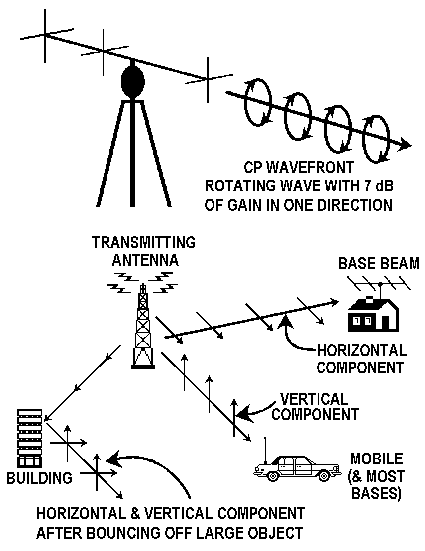 CP WAVEFRONT
ROTATING WAVE WITH 7 dB
OF GAIN IN ONE DIRECTION
TRANSMITTING
ANTENNA
BASE BEAM
HORIZONTAL
COMPONENT
VERTICAL
COMPONENT
BUILDING
MOBILE
(& MOST
BASES)
HORIZONTAL & VERTICAL COMPONENT
AFTER BOUNCING OFF LARGE OBJECT